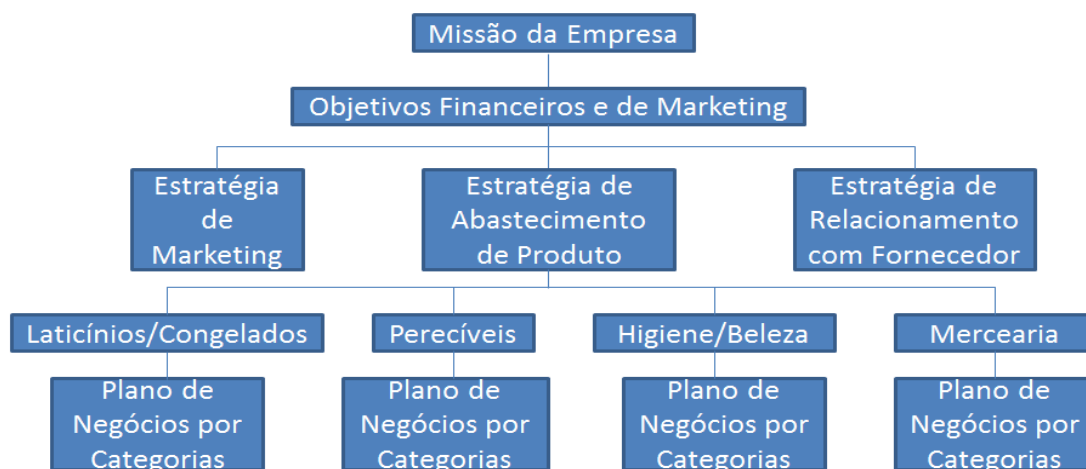 Missão da Empresa
Objetivos Financeiros e de Marketing
Estratégia
de
Marketing
Estratégia de
Abastecimento
de Produto
Estratégia de
Relacionamento
com Fornecedor
Laticínios/Congelados
Perecíveis
Higiene/Beleza
Mercearia
Plano de
Negócios por
Categorias
Plano de
Negócios por
Categorias
Plano de
Negócios por
Categorias
Plano de
Negócios por
Categorias